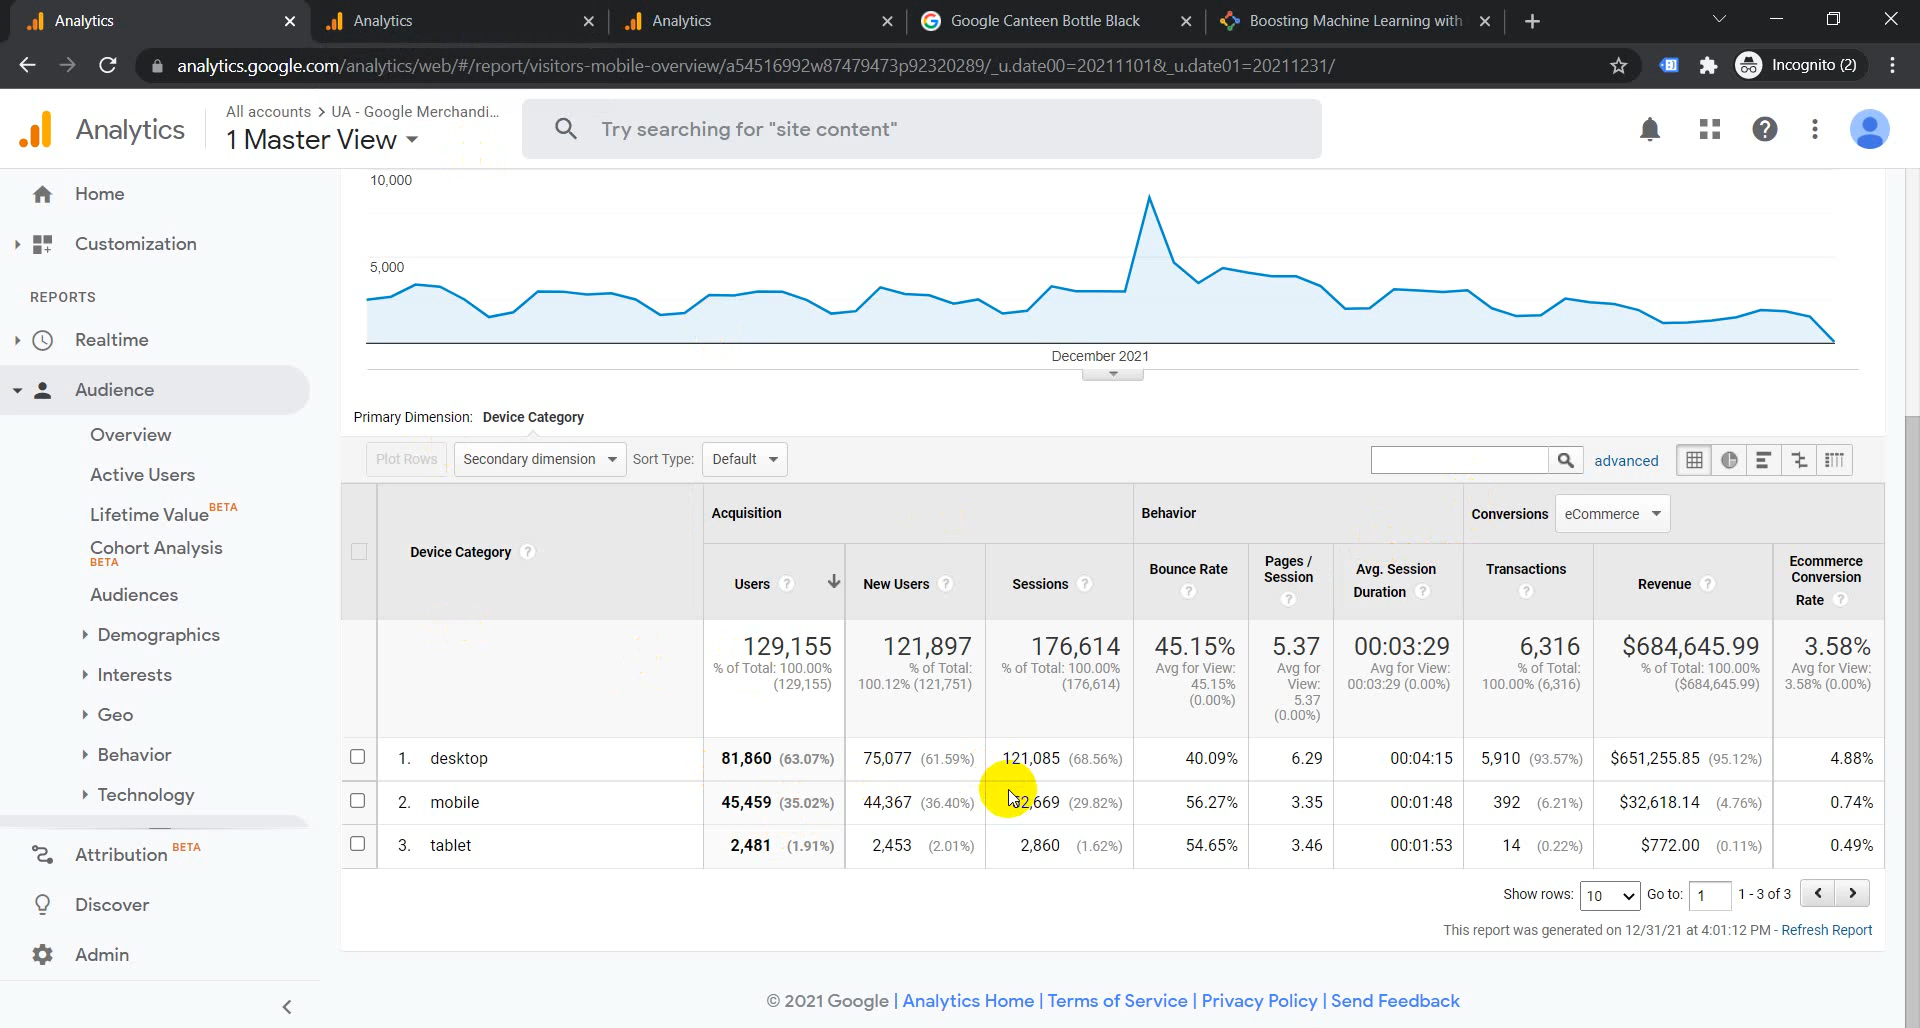 Analytics
Analytics
Analytics
Google Canteen Bottle Black
Boosting Machine Learning with
analytics.google.com/analytics/web/#/report/visitors-mobile-overview/a54516992w87479473p92320289/_u.date00=20211101&_u.date01=20211231/
Incognito (2)
Analytics
All accounts > UA - Google Merchandi...
1 Master View
Try searching for "site content"
Home
Customization
REPORTS
Realtime
Audience
Overview
Active Users
Lifetime Value BETA
Cohort Analysis
BETA
Audiences
Demographics
Interests
Geo
Behavior
Technology
Attribution BETA
Discover
Admin
10,000
5,000
December 2021
Primary Dimension: Device Category
Plot Rows Secondary dimension Sort Type: Default advanced
Acquisition Behavior Conversions eCommerce
Device Category
Users New Users Sessions Bounce Rate Pages / Session Avg. Session Duration Transactions Revenue Ecommerce Conversion Rate
129,155 121,897 176,614 45.15% 5.37 00:03:29 6,316 $684,645.99 3.58%
% of Total: 100.00% (129,155) % of Total: 100.12% (121,751) % of Total: 100.00% (176,614) Avg for View: 45.15% (0.00%) Avg for View: 5.37 (0.00%) Avg for View: 00:03:29 (0.00%) % of Total: 100.00% (6,316) % of Total: 100.00% ($684,645.99) Avg for View: 3.58% (0.00%)
1. desktop 81,860 (63.07%) 75,077 (61.59%) 121,085 (68.56%) 40.09% 6.29 00:04:15 5,910 (93.57%) $651,255.85 (95.12%) 4.88%
2. mobile 45,459 (35.02%) 44,367 (36.40%) (29.82%) 56.27% 3.35 00:01:48 392 (6.21%) $32,618.14 (4.76%) 0.74%
3. tablet 2,481 (1.91%) 2,453 (2.01%) 2,860 (1.62%) 54.65% 3.46 00:01:53 14 (0.22%) $772.00 (0.11%) 0.49%
Show rows: 10 Go to: 1 1 - 3 of 3
This report was generated on 12/31/21 at 4:01:12 PM - Refresh Report
© 2021 Google | Analytics Home | Terms of Service | Privacy Policy | Send Feedback